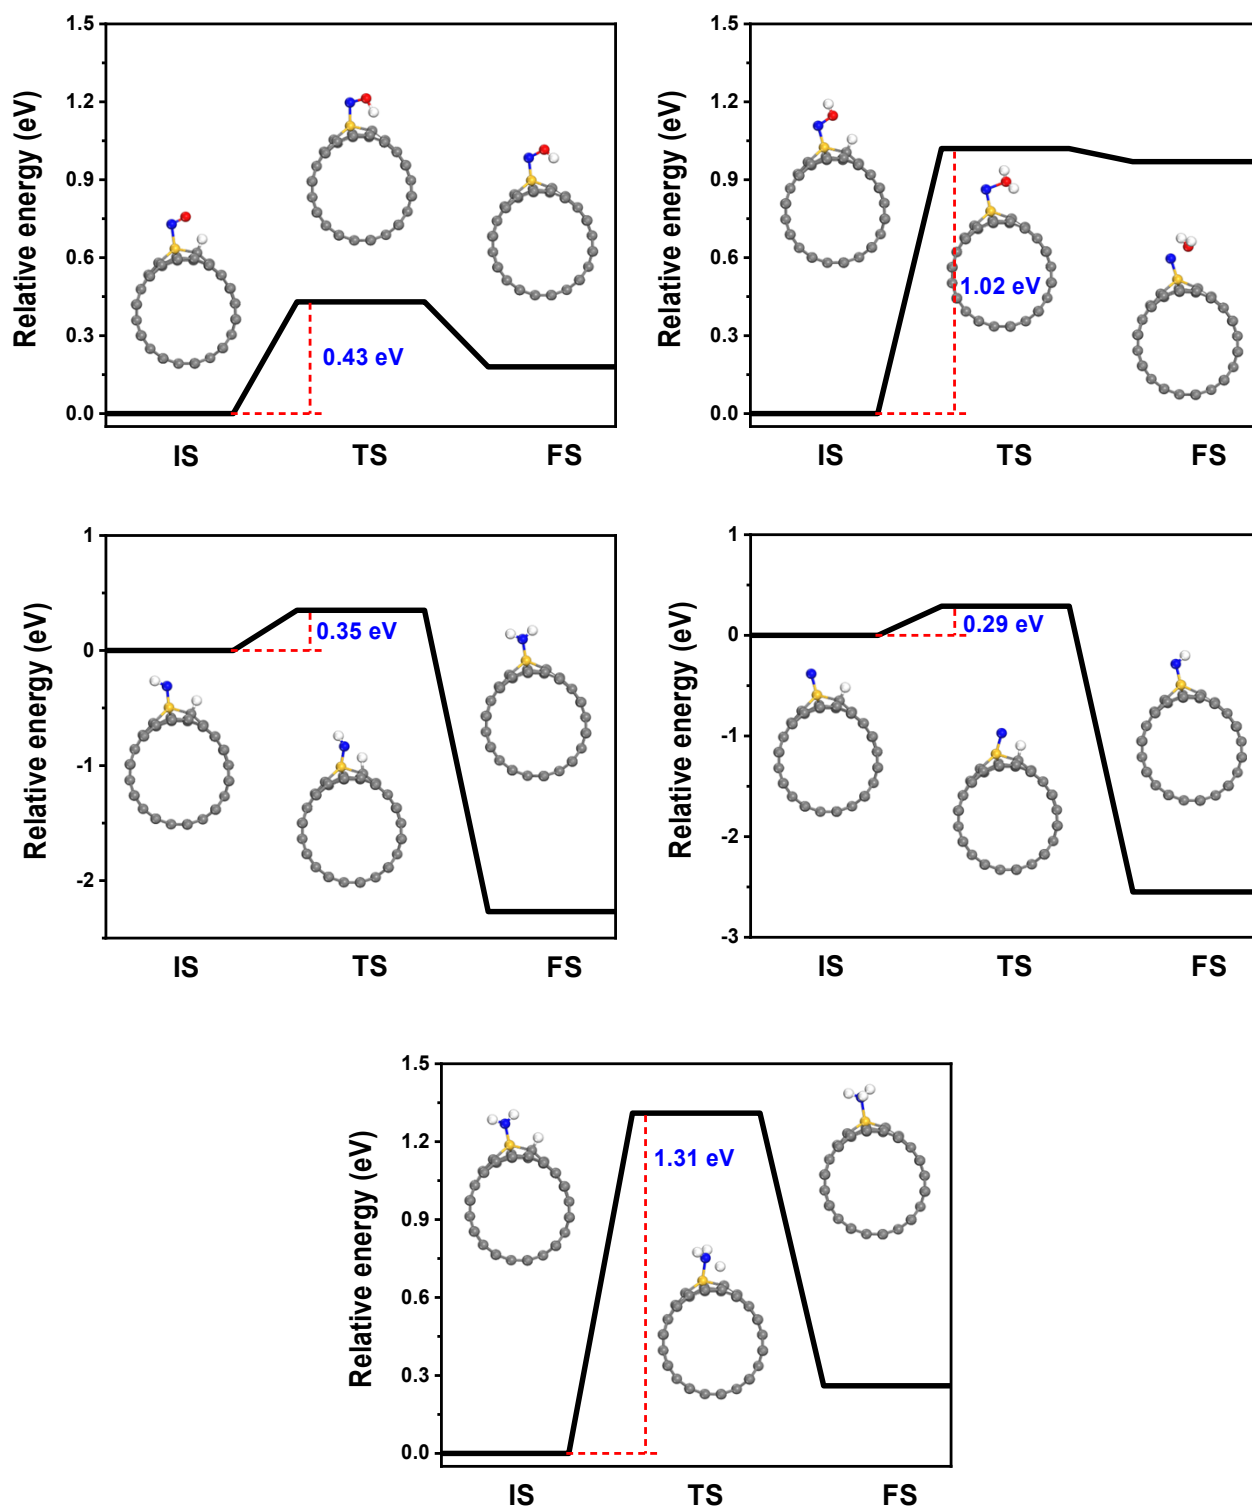 Relative energy (eV)
1.5
1.2
0.9
0.6
0.3
0.0
0.43 eV
IS TS FS
Relative energy (eV)
1.5
1.2
0.9
0.6
0.3
0.0
1.02 eV
IS TS FS
Relative energy (eV)
1
0
-1
-2
0.35 eV
IS TS FS
Relative energy (eV)
1
0
-1
-2
-3
0.29 eV
IS TS FS
Relative energy (eV)
1.5
1.2
0.9
0.6
0.3
0.0
1.31 eV
IS TS FS